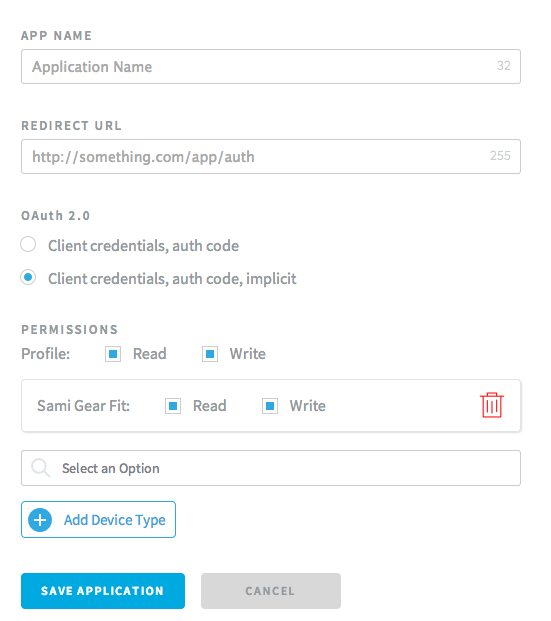 APP NAME
Application Name 32
REDIRECT URL
http://something.com/app/auth 255
OAuth 2.0
Client credentials, auth code
Client credentials, auth code, implicit
PERMISSIONS
Profile: Read Write
Sami Gear Fit: Read Write
Select an Option
Add Device Type
SAVE APPLICATION CANCEL